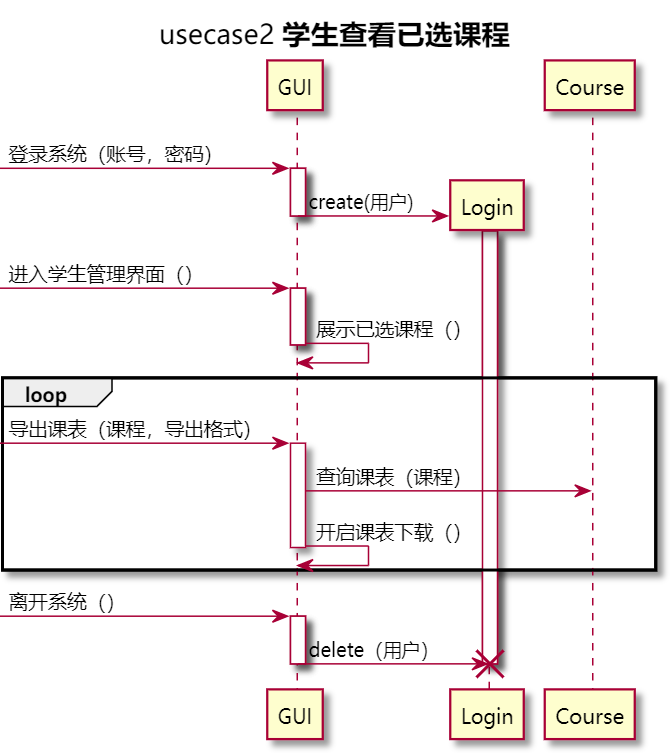 usecase2 学生查看已选课程
GUI
Course
登录系统（账号，密码）
Login
create(用户)
进入学生管理界面（）
展示已选课程（）
loop
导出课表（课程，导出格式）
查询课表（课程）
开启课表下载（）
离开系统（）
delete（用户）
GUI
Login
Course